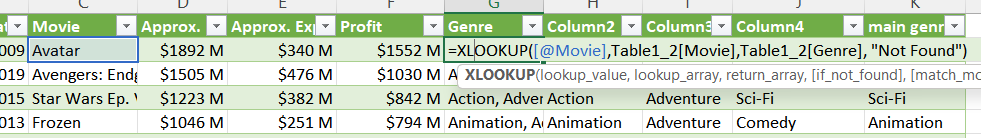 C D E F G H I J K
Movie Approx. Approx. Exp Profit Genre Column2 Column3 Column4 main genr
009 Avatar $1892 M $340 M $1552 M =XLOOKUP([@Movie],Table1_2[Movie],Table1_2[Genre], "Not Found")
019 Avengers: Endg $1505 M $476 M $1030 M A XLOOKUP(lookup_value, lookup_array, return_array, [if_not_found], [match_mo
015 Star Wars Ep. V $1223 M $382 M $842 M Action, Adver Action Adventure Sci-Fi Sci-Fi
013 Frozen $1046 M $251 M $794 M Animation, A Animation Adventure Comedy Animation